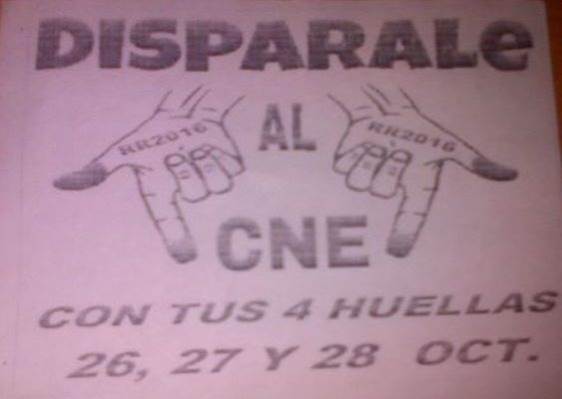 DISPARALe
RR2016 AL RR2016
CNE
CON TUS 4 HUELLAS
26, 27 Y 28 OCT.